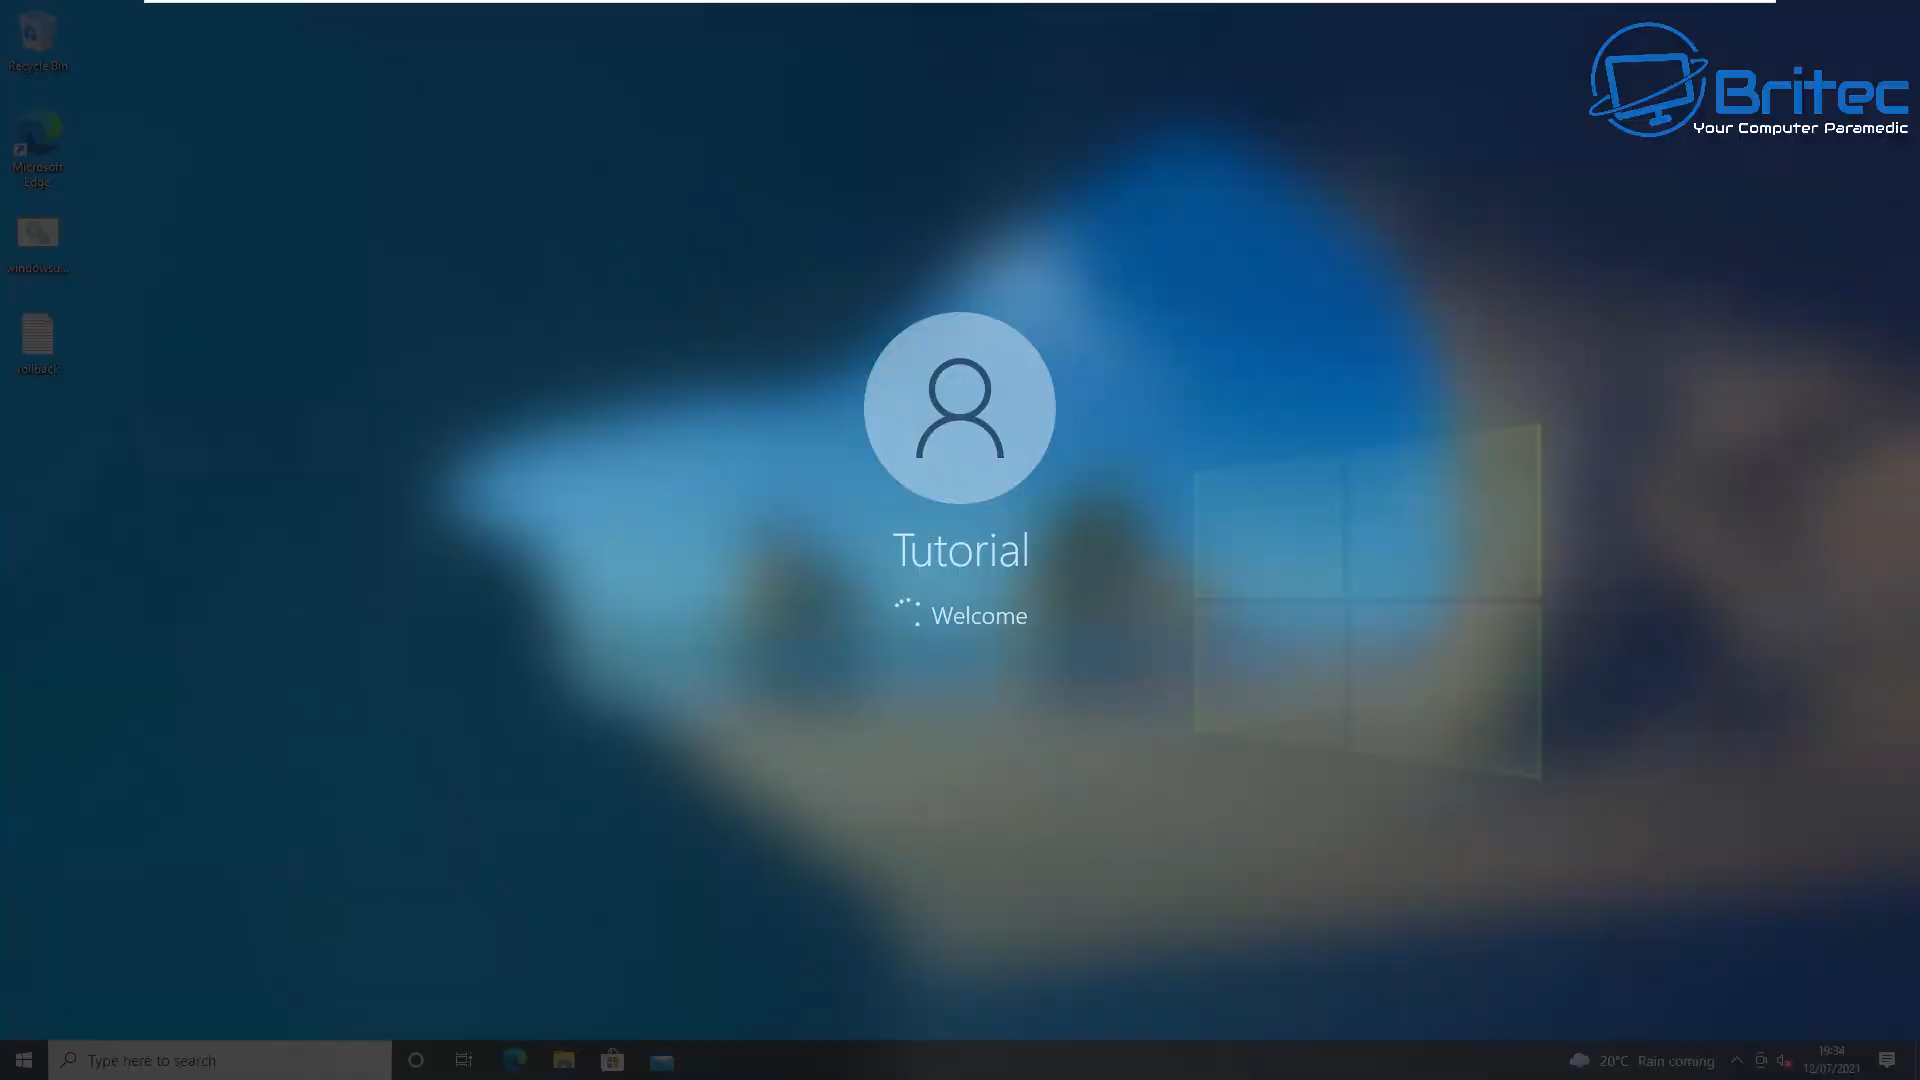 Recycle Bin
Britec
Your Computer Paramedic
Microsoft
Edge
windowsu...
rollback
Tutorial
Welcome
Type here to search
20°C Rain coming
19:34
12/07/2021